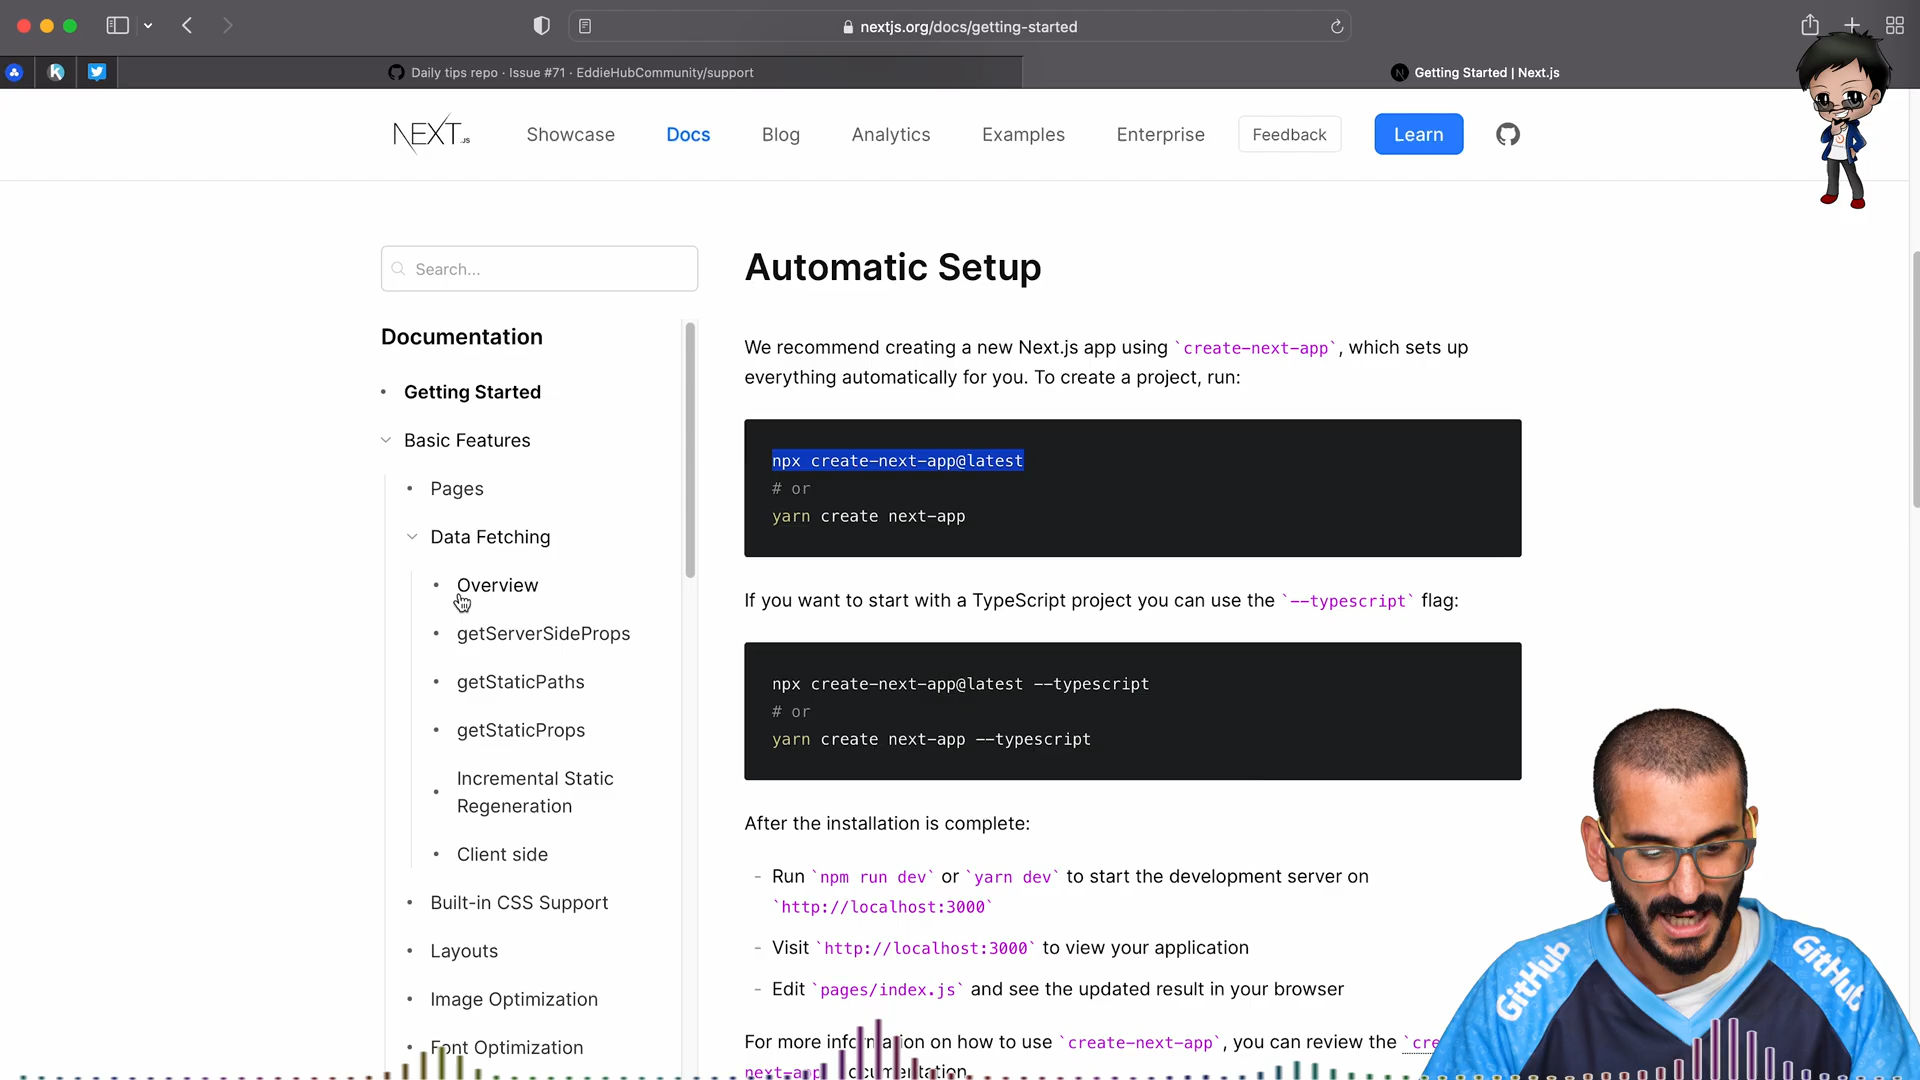 nextjs.org/docs/getting-started
Daily tips repo · Issue #71 · EddieHubCommunity/support
Getting Started | Next.js
NEXT.js
Showcase
Docs
Blog
Analytics
Examples
Enterprise
Feedback
Learn
Search...
Documentation
Getting Started
Basic Features
Pages
Data Fetching
Overview
getServerSideProps
getStaticPaths
getStaticProps
Incremental Static
Regeneration
Client side
Built-in CSS Support
Layouts
Image Optimization
Font Optimization
Automatic Setup
We recommend creating a new Next.js app using `create-next-app`, which sets up
everything automatically for you. To create a project, run:
npx create-next-app@latest
# or
yarn create next-app
If you want to start with a TypeScript project you can use the `--typescript` flag:
npx create-next-app@latest --typescript
# or
yarn create next-app --typescript
After the installation is complete:
- Run `npm run dev` or `yarn dev` to start the development server on
`http://localhost:3000`
- Visit `http://localhost:3000` to view your application
- Edit `pages/index.js` and see the updated result in your browser
For more information on how to use `create-next-app`, you can review the `cre
next-app` documentation
GitHub
GitHub